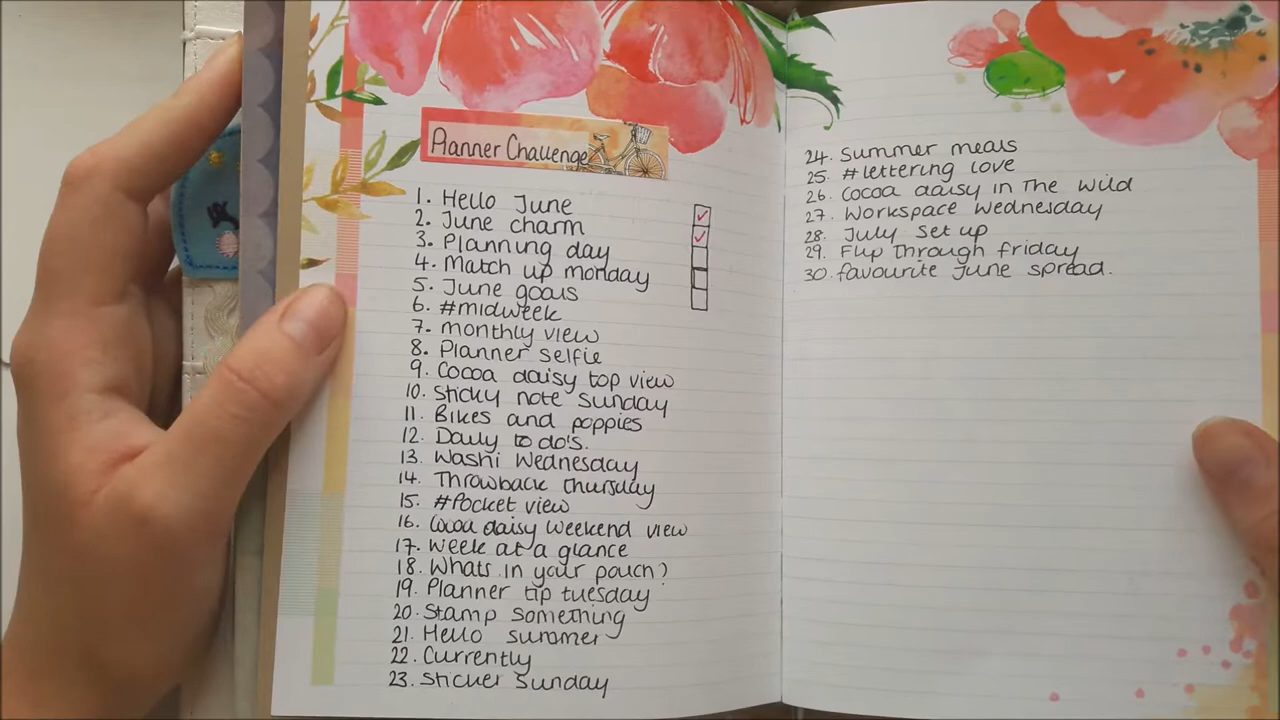 Planner Challenge
1. Hello June
2. June charm
3. Planning day
4. Match up monday
5. June goals
6. #midweek
7. monthly view
8. Planner selfie
9. Cocoa daisy top view
10. Sticky note Sunday
11. Bikes and poppies
12. Daily to do's.
13. Washi Wednesday
14. Throwback thursday
15. #Pocket view
16. Cocoa daisy weekend view
17. Week at a glance
18. Whats in your pouch?
19. Planner tip tuesday
20. Stamp something
21. Hello summer
22. Currently
23. Sticker Sunday
24. Summer meals
25. #lettering love
26. Cocoa daisy in the wild
27. Workspace Wednesday
28. July set up
29. Flip through friday
30. favourite June spread.